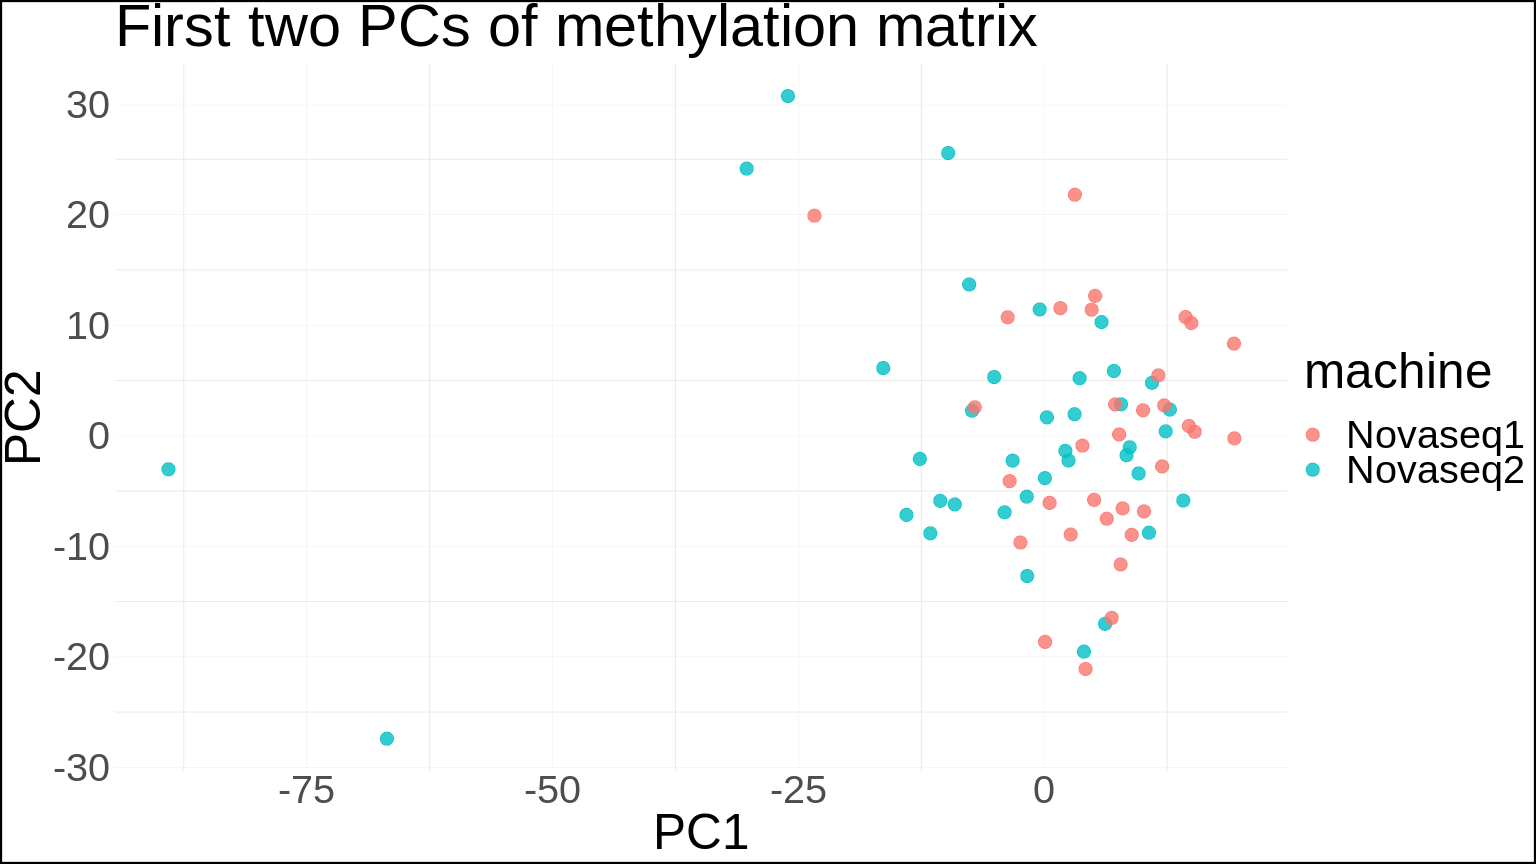 First two PCs of methylation matrix
30
20
10
0
-10
-20
-30
PC2
-75
-50
-25
0
PC1
machine
Novaseq1
Novaseq2